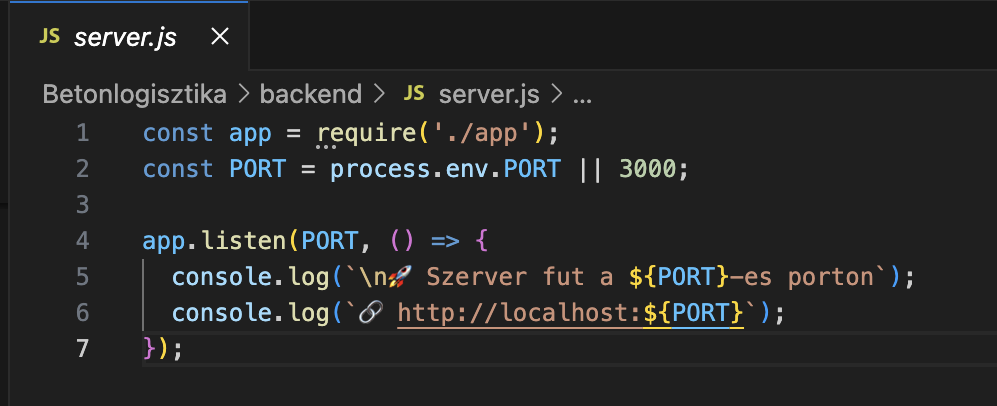 JS server.js ×
Betonlogisztika > backend > JS server.js > ...
1 const app = require('./app');
2 const PORT = process.env.PORT || 3000;
3
4 app.listen(PORT, () => {
5   console.log(`\n🚀 Szerver fut a ${PORT}-es porton`);
6   console.log(`🔗 http://localhost:${PORT}`);
7 });